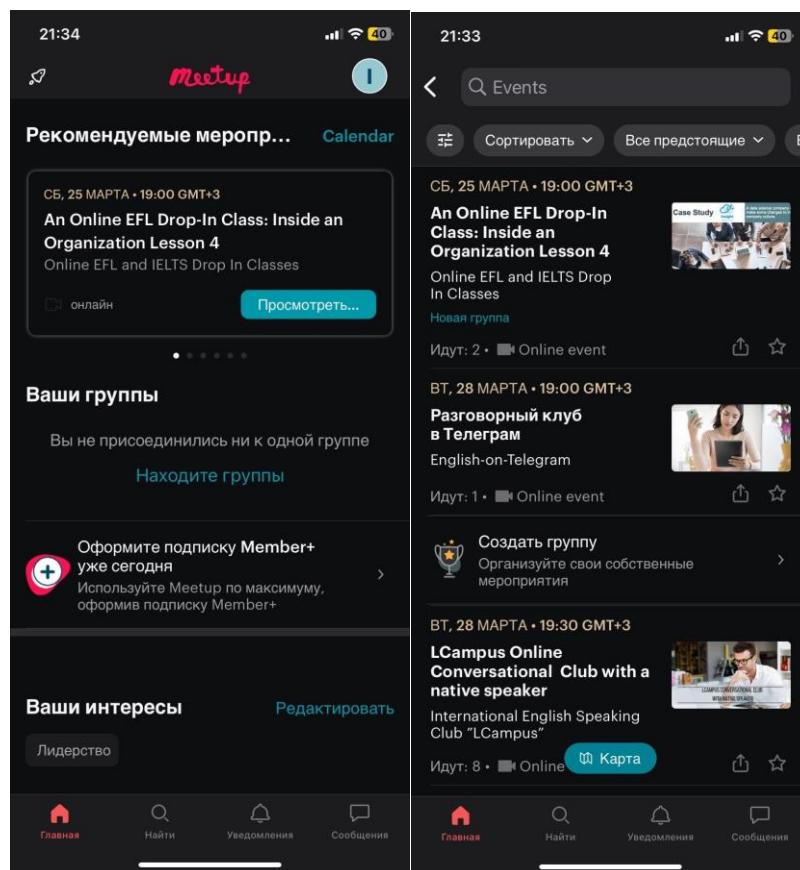 21:34
40
Meetup
I
Рекомендуемые меропр...
Calendar
СБ, 25 МАРТА • 19:00 GMT+3
An Online EFL Drop-In Class: Inside an
Organization Lesson 4
Online EFL and IELTS Drop In Classes
онлайн
Просмотреть...
Ваши группы
Вы не присоединились ни к одной группе
Находите группы
Оформите подписку Member+
уже сегодня
Используйте Meetup по максимуму,
оформив подписку Member+
Ваши интересы
Редактировать
Лидерство
Главная
Найти
Уведомления
Сообщения
21:33
40
Events
Сортировать
Все предстоящие
СБ, 25 МАРТА • 19:00 GMT+3
An Online EFL Drop-In
Class: Inside an
Organization Lesson 4
Case Study
Online EFL and IELTS Drop
In Classes
Новая группа
Идут: 2 • Online event
ВТ, 28 МАРТА • 19:00 GMT+3
Разговорный клуб
в Телеграм
English-on-Telegram
Идут: 1 • Online event
Создать группу
Организуйте свои собственные
мероприятия
ВТ, 28 МАРТА • 19:30 GMT+3
LCampus Online
Conversational Club with a
native speaker
LCAMPUS CONVERSATIONAL CLUB
WITH NATIVE SPEAKER
International English Speaking
Club "LCampus"
Идут: 8 • Online
Карта
Главная
Найти
Уведомления
Сообщения